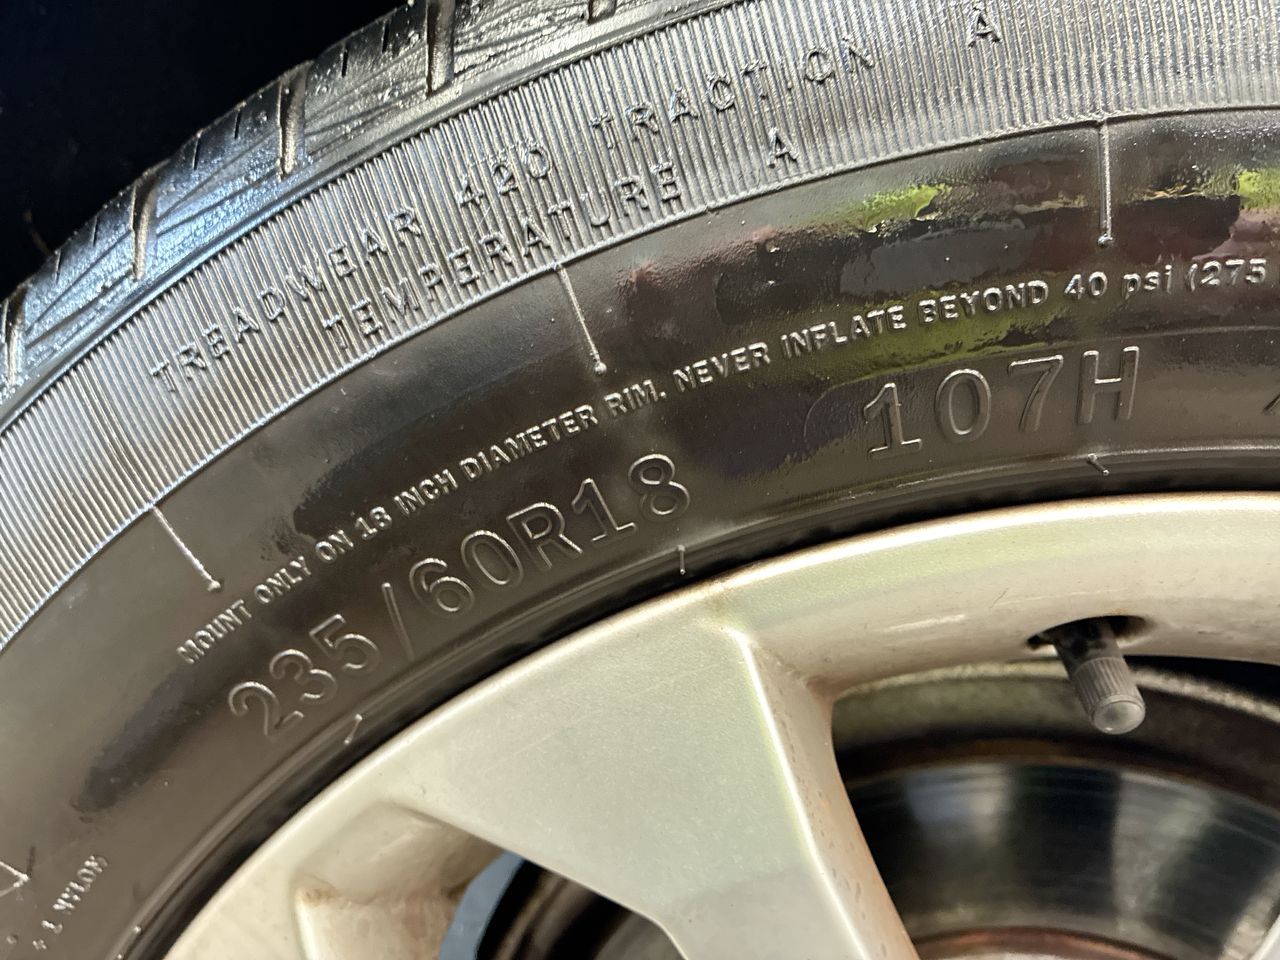 TREADWEAR 420 TRACTION A
TEMPERATURE A
MOUNT ONLY ON 18 INCH DIAMETER RIM. NEVER INFLATE BEYOND 40 psi (275
235/60R18 107H
NYLON